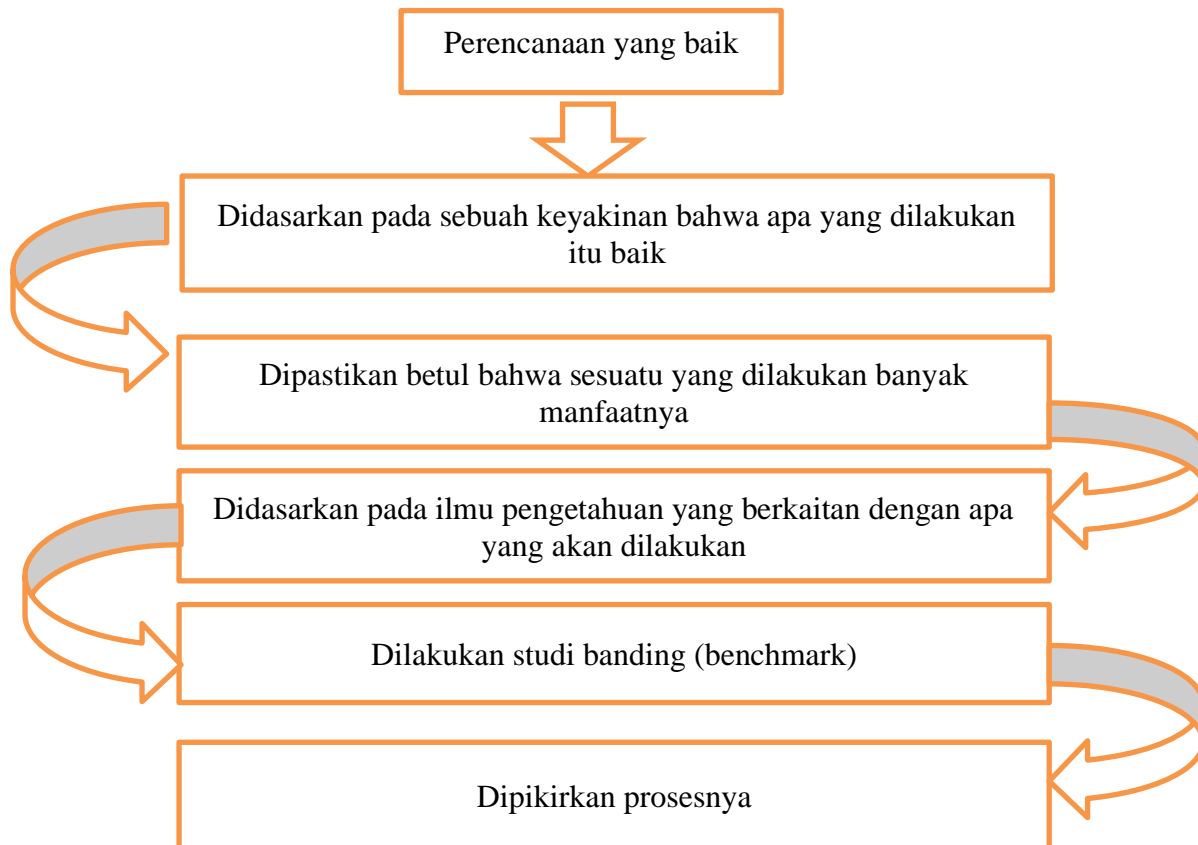 Perencanaan yang baik
Didasarkan pada sebuah keyakinan bahwa apa yang dilakukan
itu baik
Dipastikan betul bahwa sesuatu yang dilakukan banyak
manfaatnya
Didasarkan pada ilmu pengetahuan yang berkaitan dengan apa
yang akan dilakukan
Dilakukan studi banding (benchmark)
Dipikirkan prosesnya